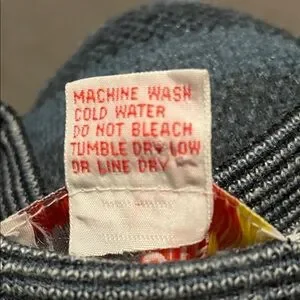 MACHINE WASH
COLD WATER
DO NOT BLEACH
TUMBLE DRY LOW
OR LINE DRY